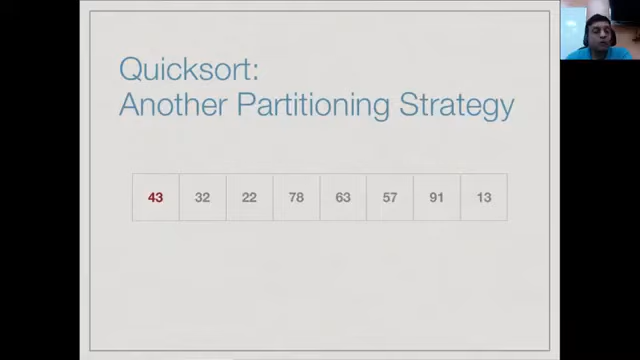 Quicksort:
Another Partitioning Strategy
43 32 22 78 63 57 91 13